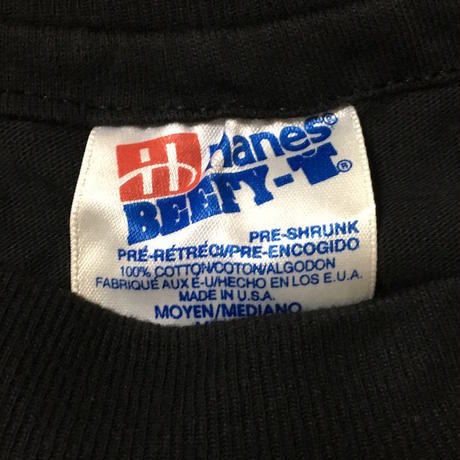 Hanes®
BEEFY-T®
PRE-SHRUNK
PRÉ-RÉTRÉCI/PRE-ENCOGIDO
100% COTTON/COTON/ALGODON
FABRIQUÉ AUX É-U/HECHO EN LOS E.U.A.
MADE IN U.S.A.
MOYEN/MEDIANO